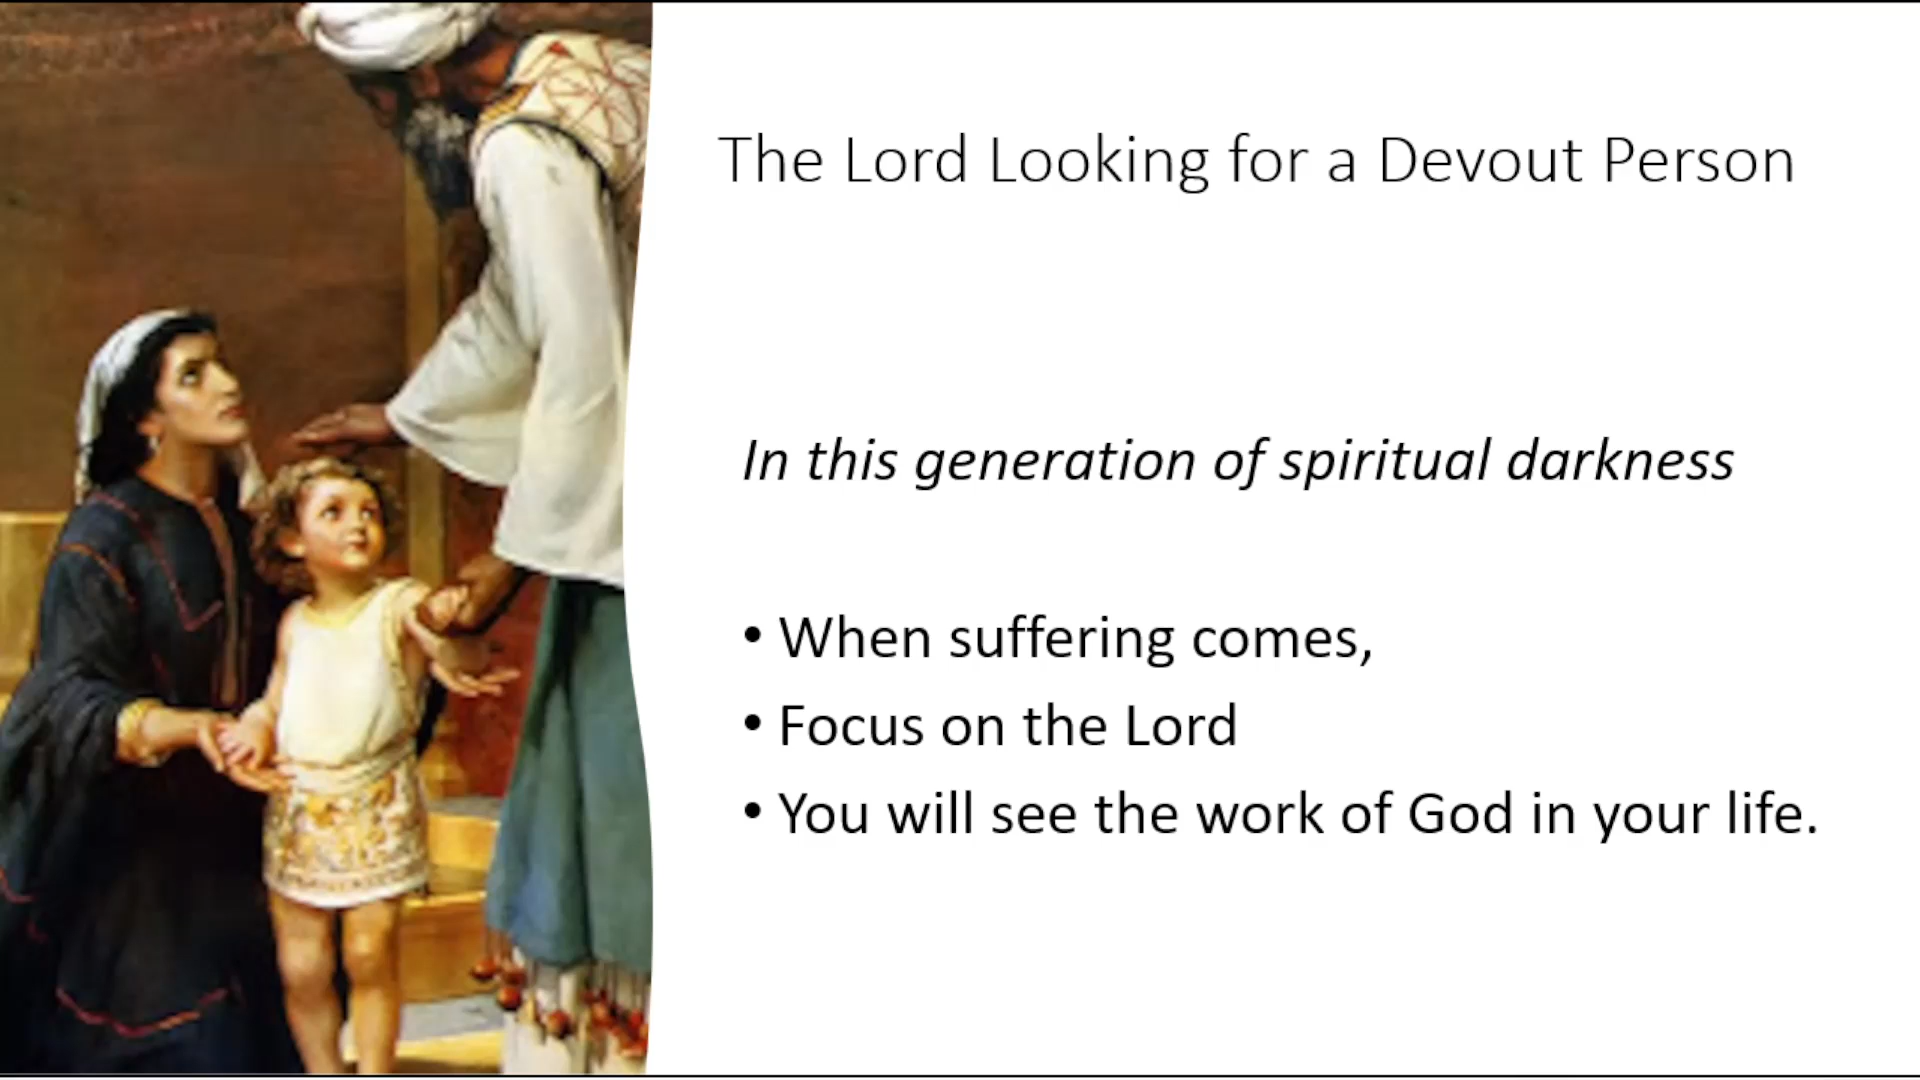 The Lord Looking for a Devout Person
In this generation of spiritual darkness
• When suffering comes,
• Focus on the Lord
• You will see the work of God in your life.